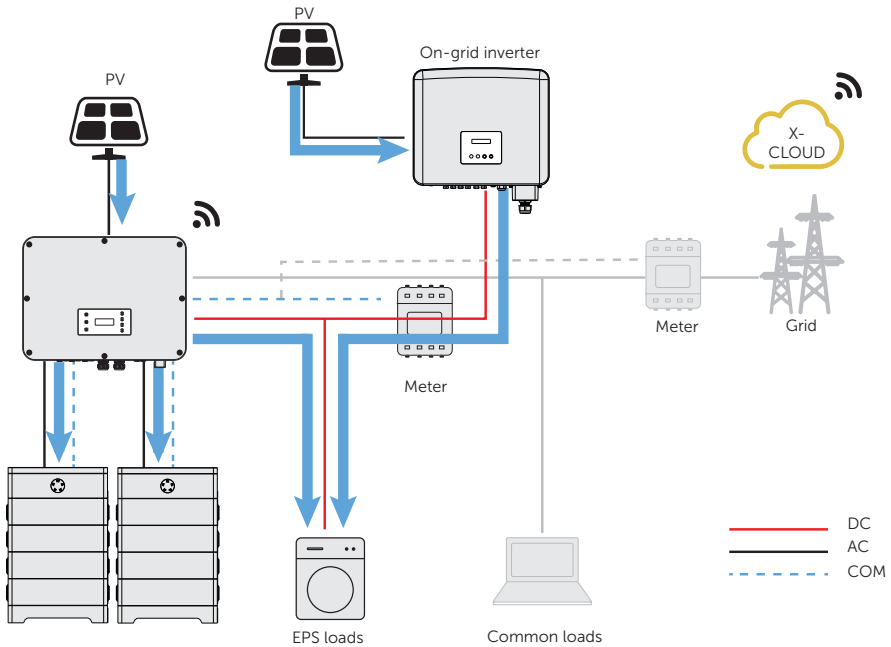 PV
On-grid inverter
PV
X-
CLOUD
Meter
Grid
Meter
DC
AC
COM
EPS loads
Common loads